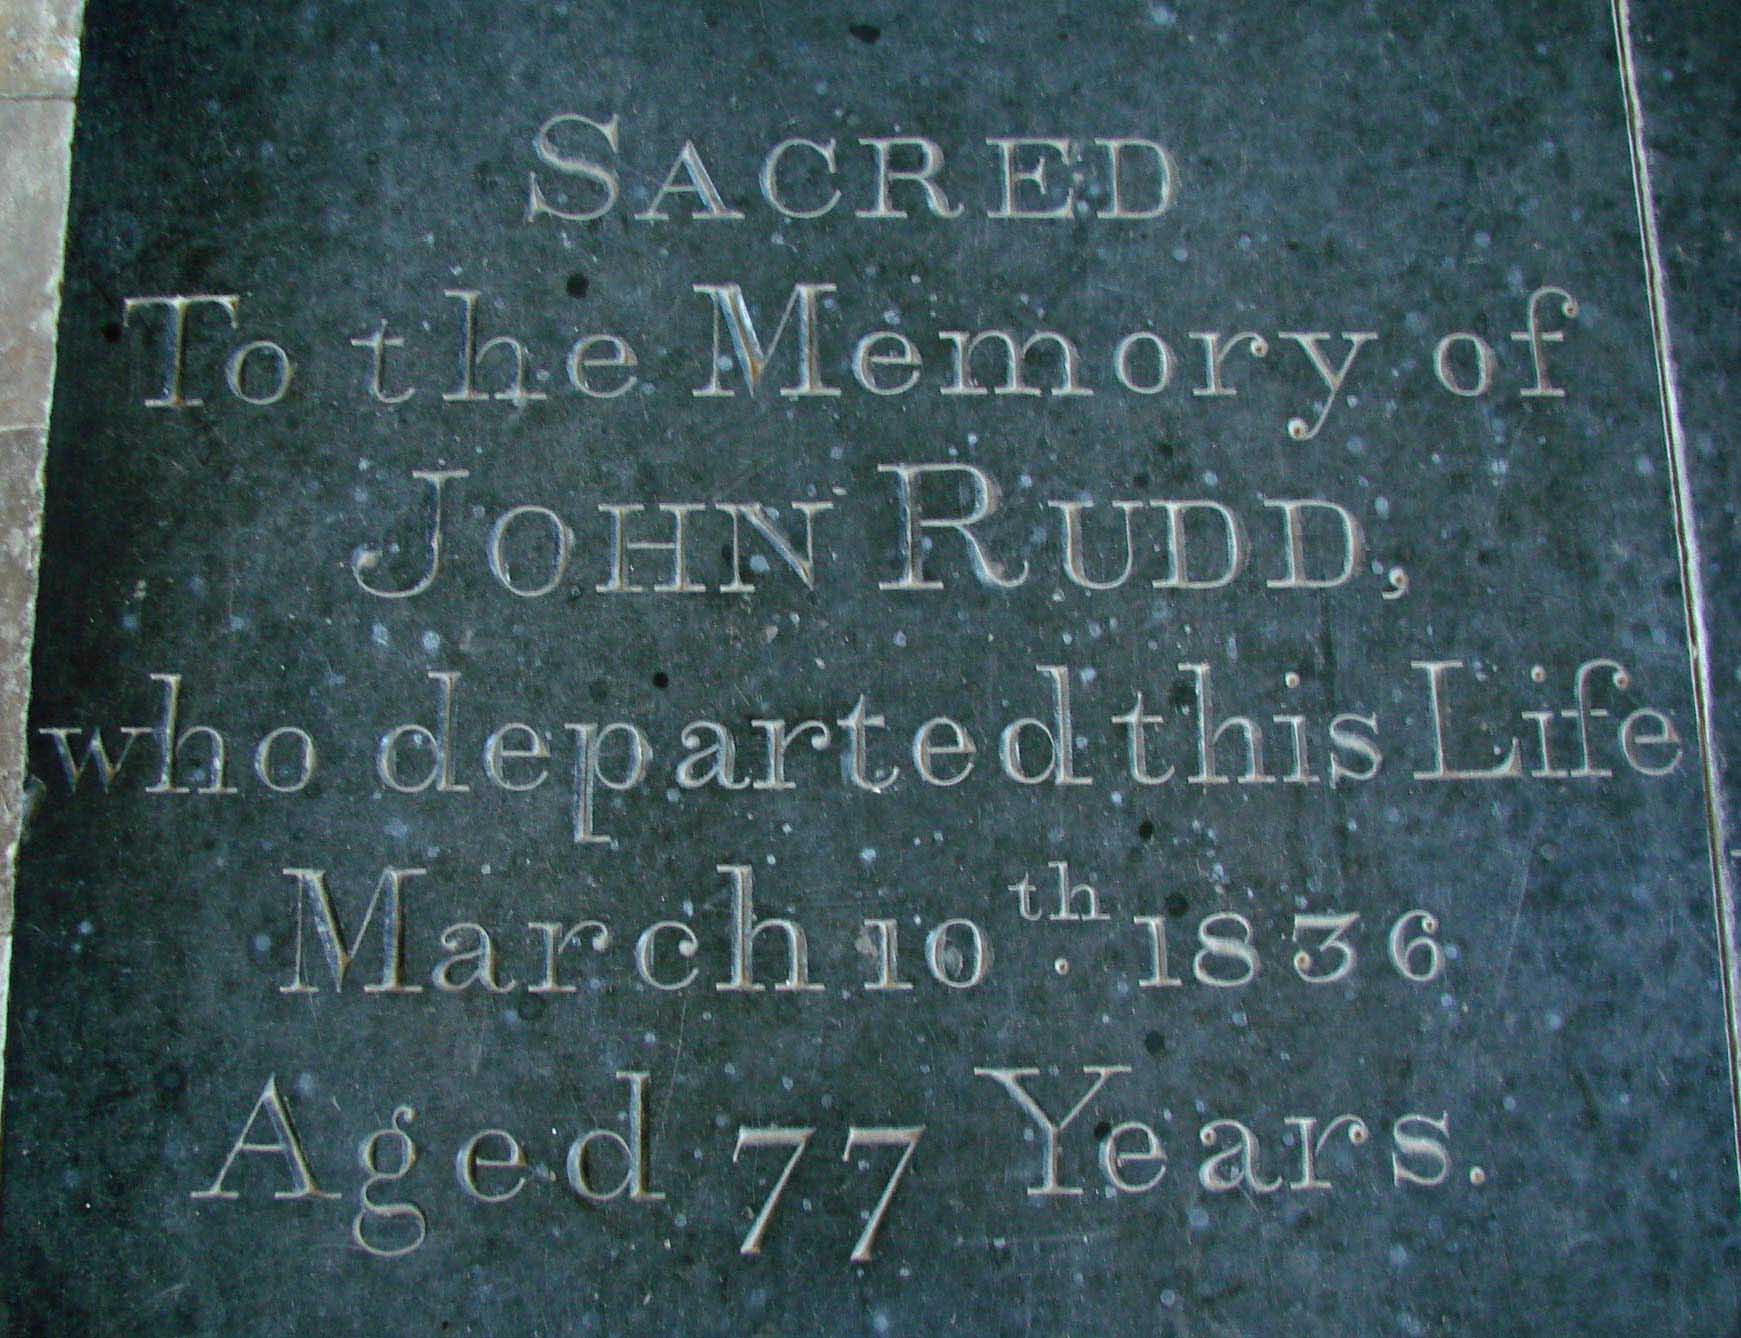 SACRED
To the Memory of
JOHN RUDD,
who departed this Life
March 10th. 1836
Aged 77 Years.